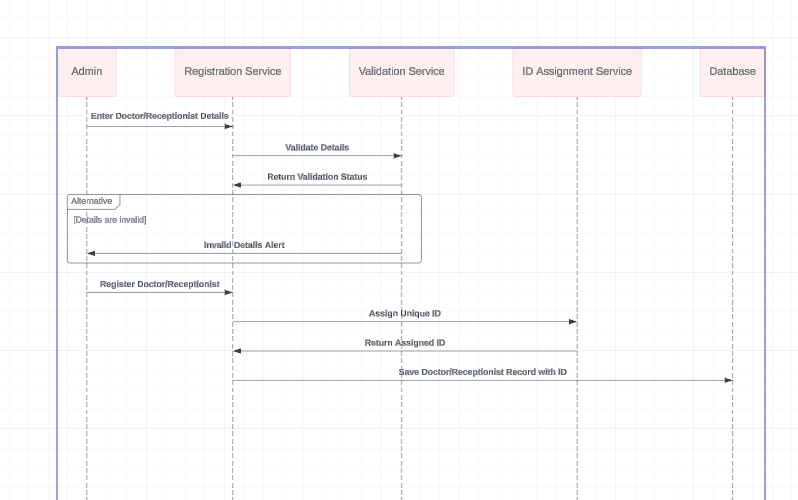 Admin
Registration Service
Validation Service
ID Assignment Service
Database
Enter Doctor/Receptionist Details
Validate Details
Return Validation Status
Alternative
[Details are invalid]
Invalid Details Alert
Register Doctor/Receptionist
Assign Unique ID
Return Assigned ID
Save Doctor/Receptionist Record with ID